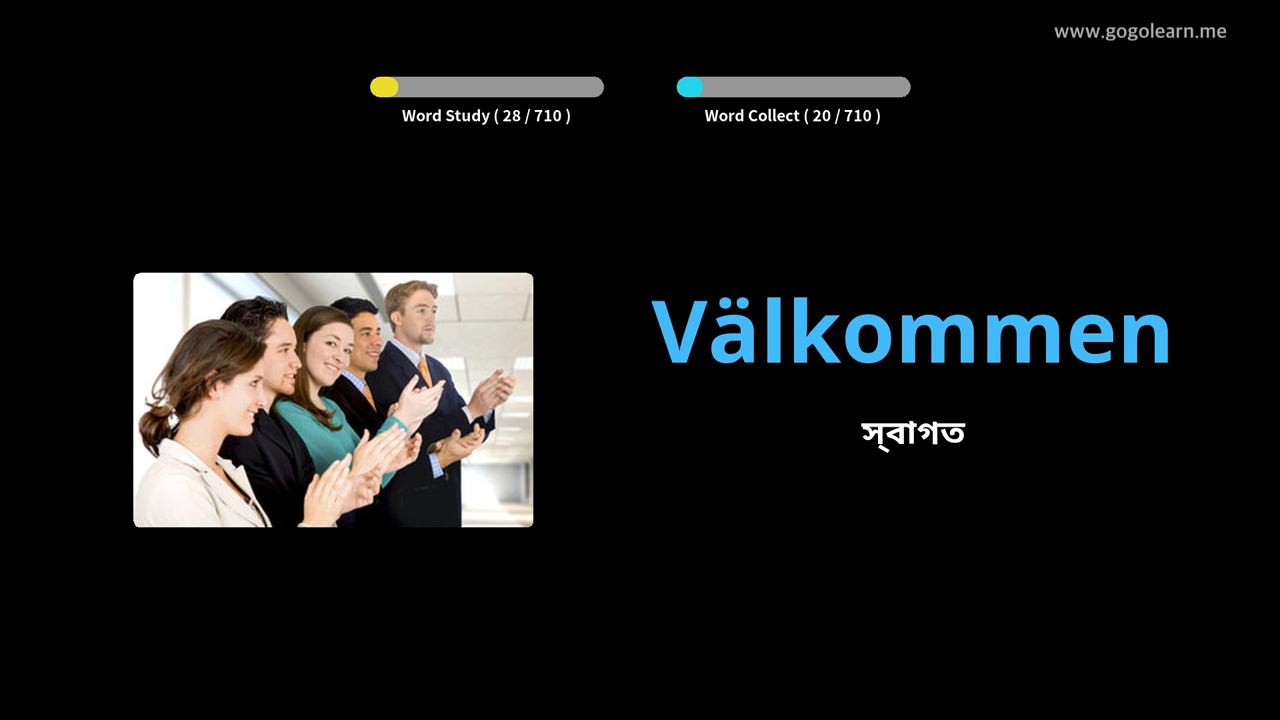 www.gogolearn.me
Word Study ( 28 / 710 )
Word Collect ( 20 / 710 )
Välkommen
স্বাগত